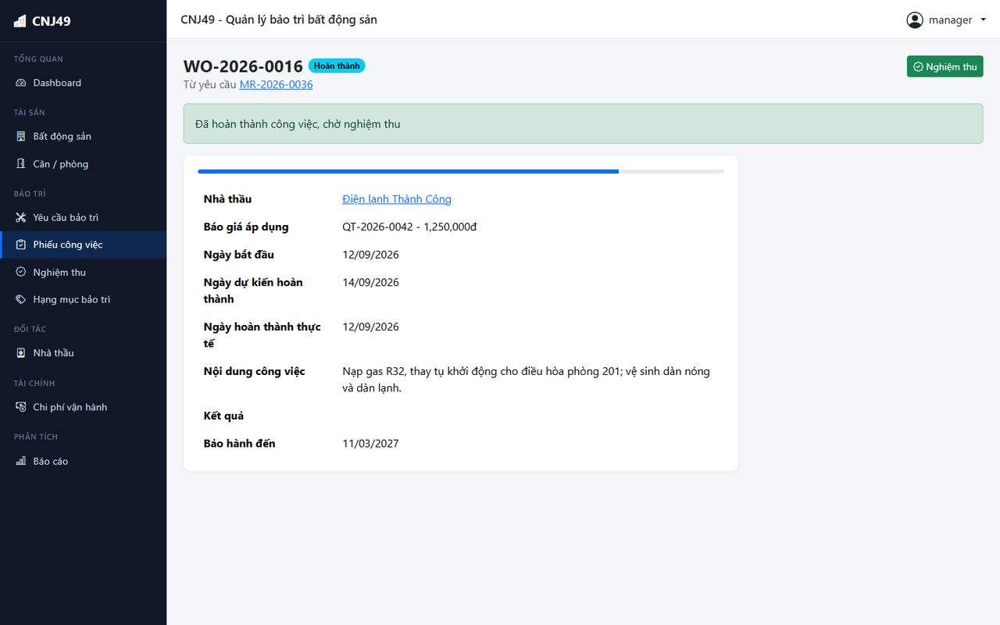 CNJ49
CNJ49 - Quản lý bảo trì bất động sản
manager
TỔNG QUAN
Dashboard
TÀI SẢN
Bất động sản
Căn / phòng
BẢO TRÌ
Yêu cầu bảo trì
Phiếu công việc
Nghiệm thu
Hạng mục bảo trì
ĐỐI TÁC
Nhà thầu
TÀI CHÍNH
Chi phí vận hành
PHÂN TÍCH
Báo cáo
WO-2026-0016 Hoàn thành
Nghiệm thu
Từ yêu cầu MR-2026-0036
Đã hoàn thành công việc, chờ nghiệm thu
Nhà thầu Điện lạnh Thành Công
Báo giá áp dụng QT-2026-0042 - 1,250,000đ
Ngày bắt đầu 12/09/2026
Ngày dự kiến hoàn 14/09/2026
thành
Ngày hoàn thành thực 12/09/2026
tế
Nội dung công việc Nạp gas R32, thay tụ khởi động cho điều hòa phòng 201; vệ sinh dàn nóng
và dàn lạnh.
Kết quả
Bảo hành đến 11/03/2027